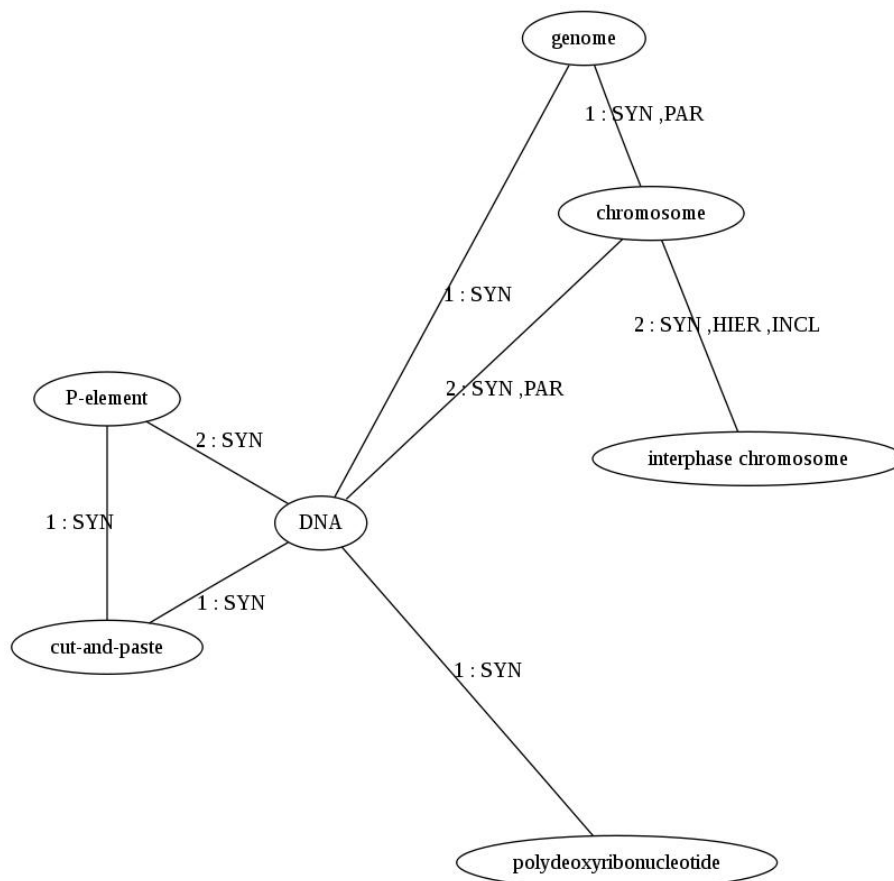 genome
1 : SYN ,PAR
chromosome
1 : SYN
2 : SYN ,HIER ,INCL
2 : SYN ,PAR
P-element
2 : SYN
interphase chromosome
1 : SYN
DNA
1 : SYN
cut-and-paste
1 : SYN
polydeoxyribonucleotide